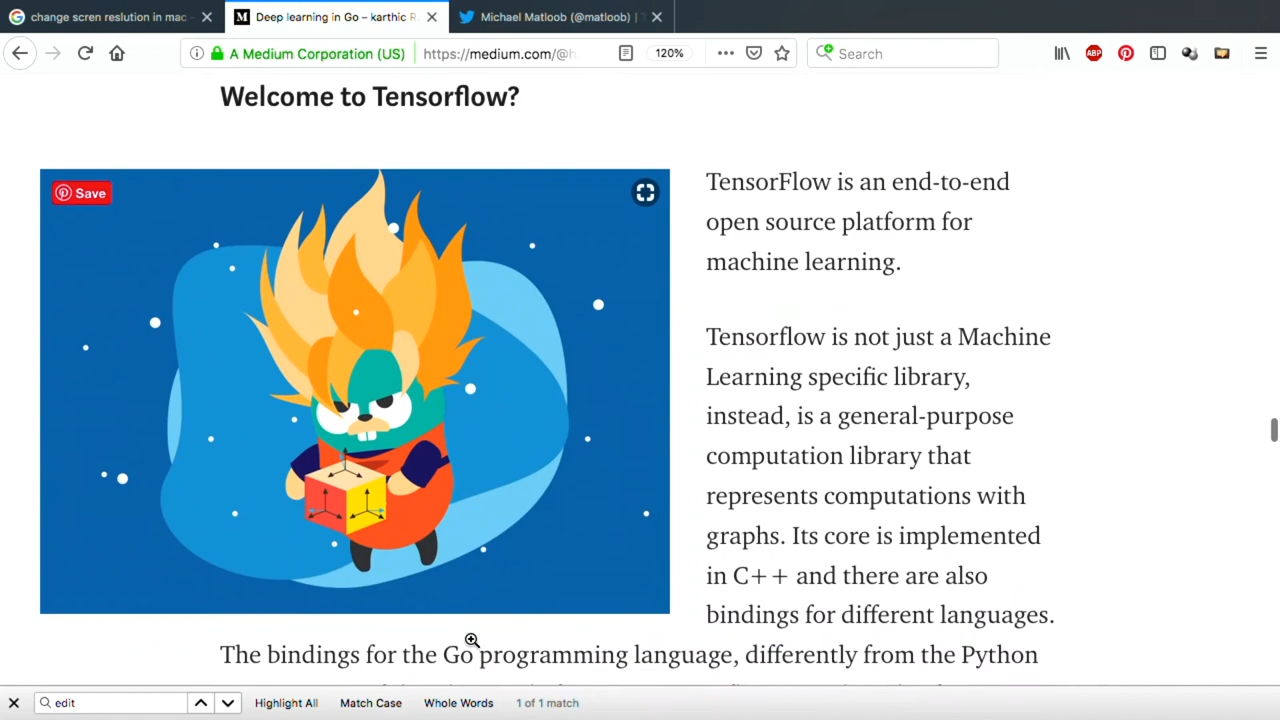 change scren reslution in mac
Deep learning in Go – karthic R
Michael Matloob (@matloob) |
A Medium Corporation (US)
https://medium.com/@h
120%
Search
ABP
Welcome to Tensorflow?
Save
TensorFlow is an end-to-end
open source platform for
machine learning.
Tensorflow is not just a Machine
Learning specific library,
instead, is a general-purpose
computation library that
represents computations with
graphs. Its core is implemented
in C++ and there are also
bindings for different languages.
The bindings for the Go programming language, differently from the Python
edit
Highlight All
Match Case
Whole Words
1 of 1 match